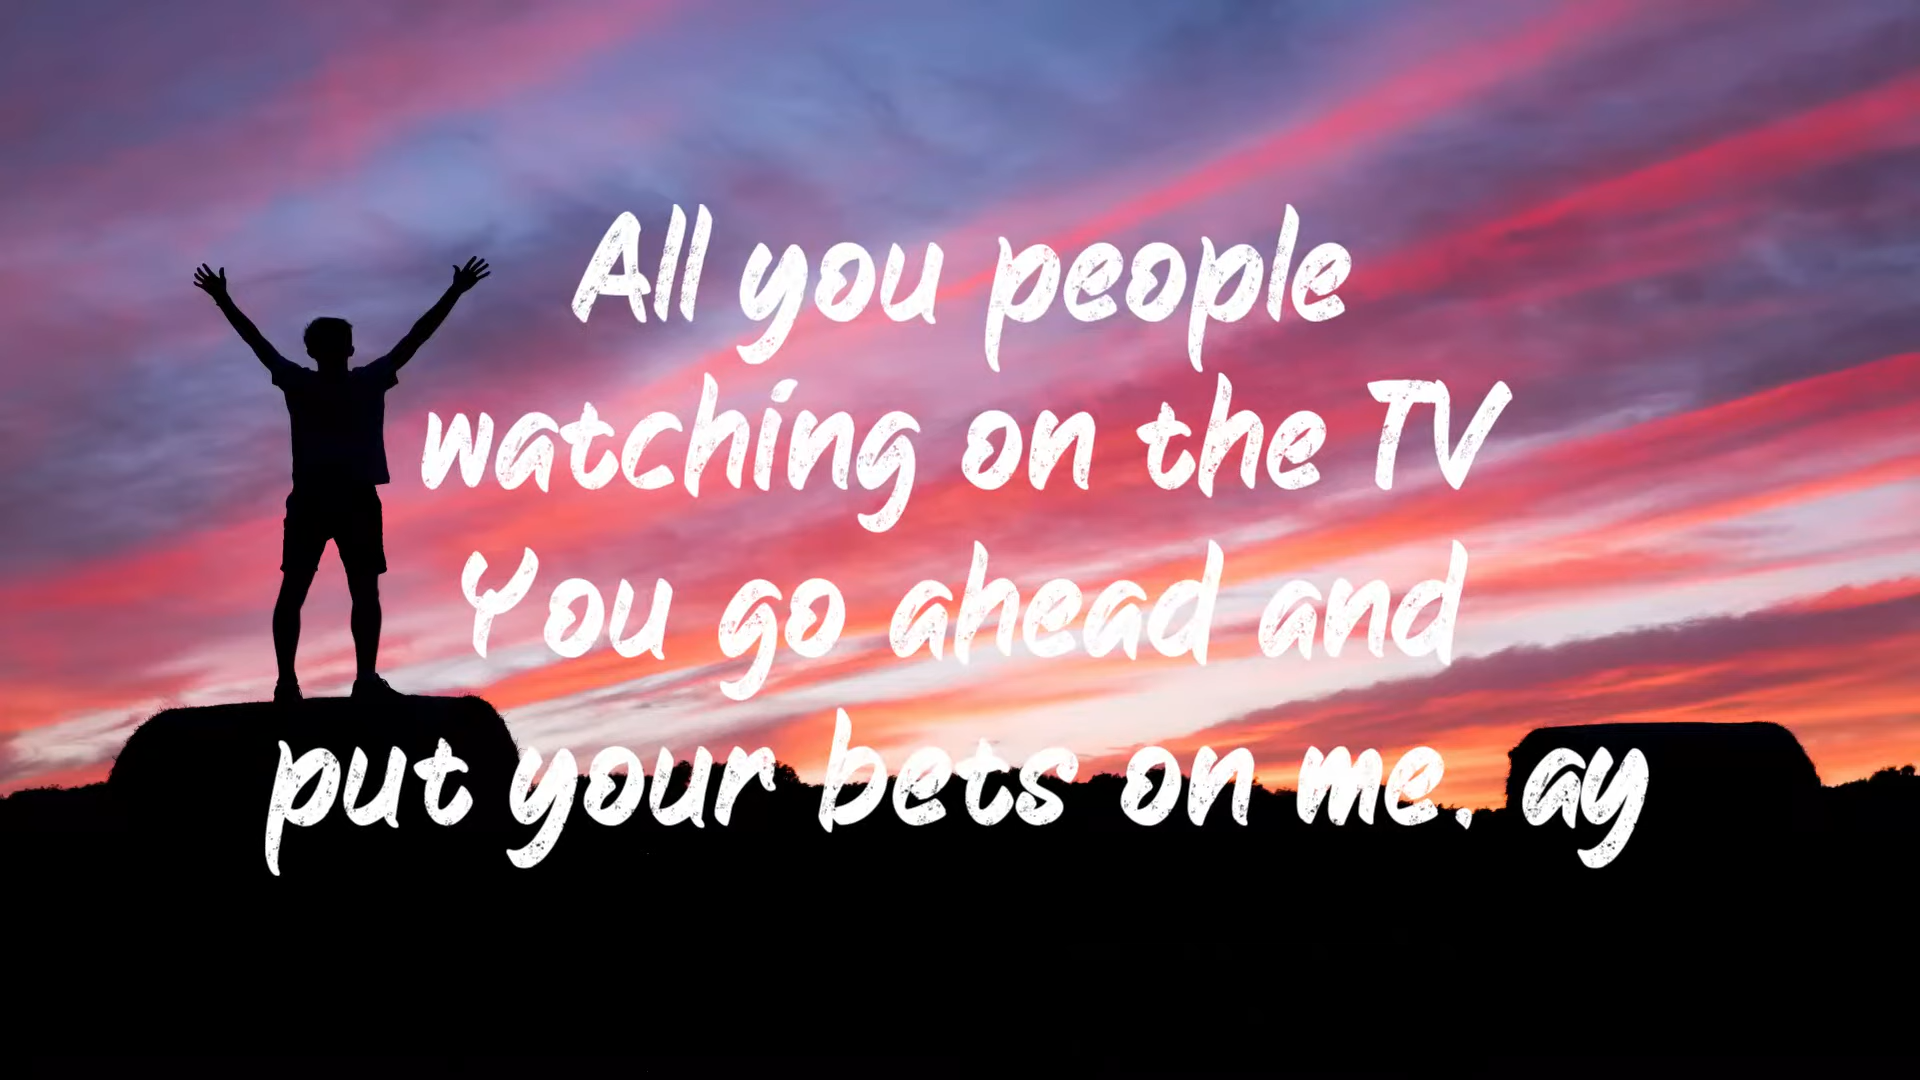 All you people
watching on the TV
You go ahead and
put your bets on me, ay